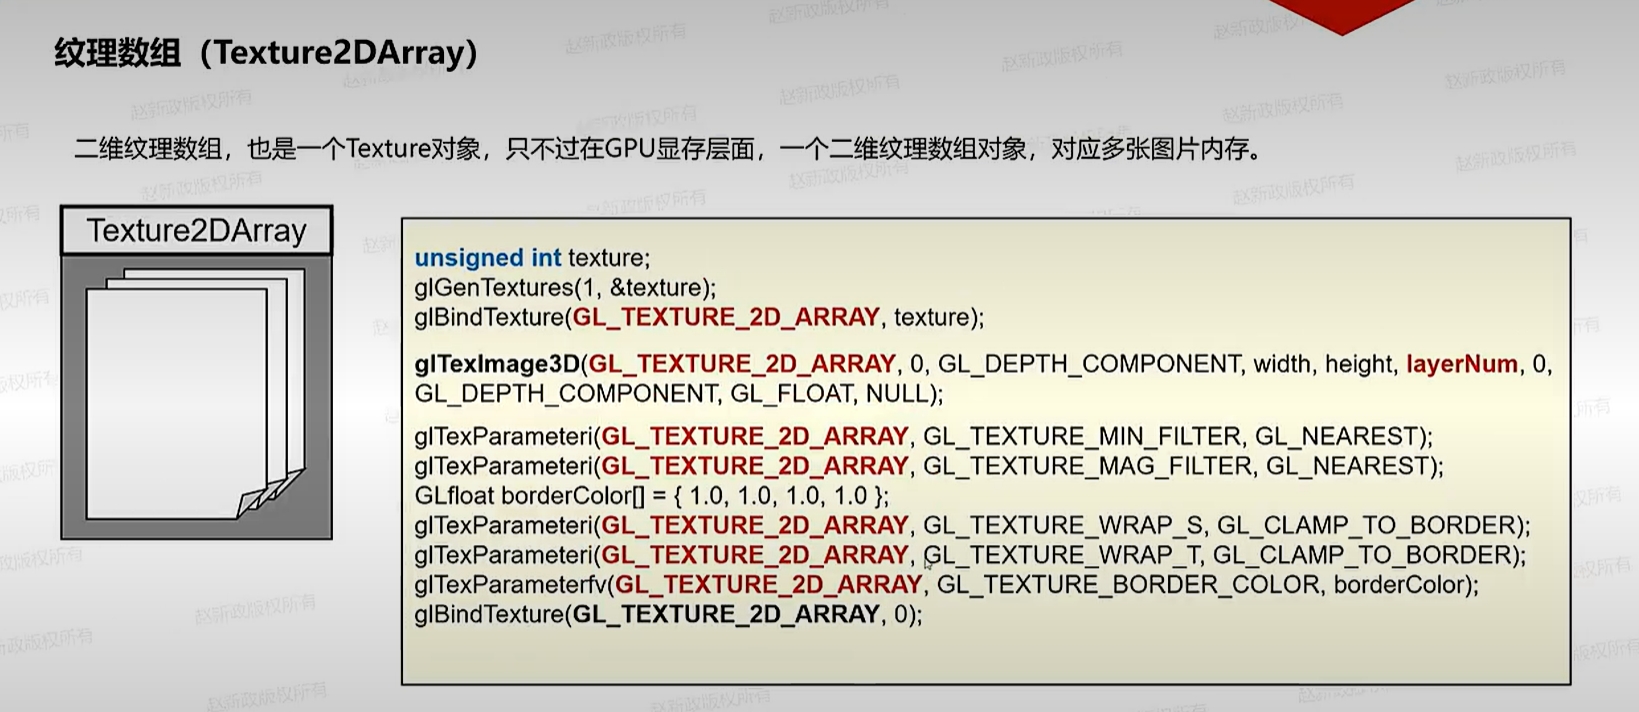 纹理数组（Texture2DArray）
二维纹理数组，也是一个Texture对象，只不过在GPU显存层面，一个二维纹理数组对象，对应多张图片内存。
Texture2DArray
unsigned int texture;
glGenTextures(1, &texture);
glBindTexture(GL_TEXTURE_2D_ARRAY, texture);
glTexImage3D(GL_TEXTURE_2D_ARRAY, 0, GL_DEPTH_COMPONENT, width, height, layerNum, 0,
GL_DEPTH_COMPONENT, GL_FLOAT, NULL);
glTexParameteri(GL_TEXTURE_2D_ARRAY, GL_TEXTURE_MIN_FILTER, GL_NEAREST);
glTexParameteri(GL_TEXTURE_2D_ARRAY, GL_TEXTURE_MAG_FILTER, GL_NEAREST);
GLfloat borderColor[] = { 1.0, 1.0, 1.0, 1.0 };
glTexParameteri(GL_TEXTURE_2D_ARRAY, GL_TEXTURE_WRAP_S, GL_CLAMP_TO_BORDER);
glTexParameteri(GL_TEXTURE_2D_ARRAY, GL_TEXTURE_WRAP_T, GL_CLAMP_TO_BORDER);
glTexParameterfv(GL_TEXTURE_2D_ARRAY, GL_TEXTURE_BORDER_COLOR, borderColor);
glBindTexture(GL_TEXTURE_2D_ARRAY, 0);
赵新政版权所有